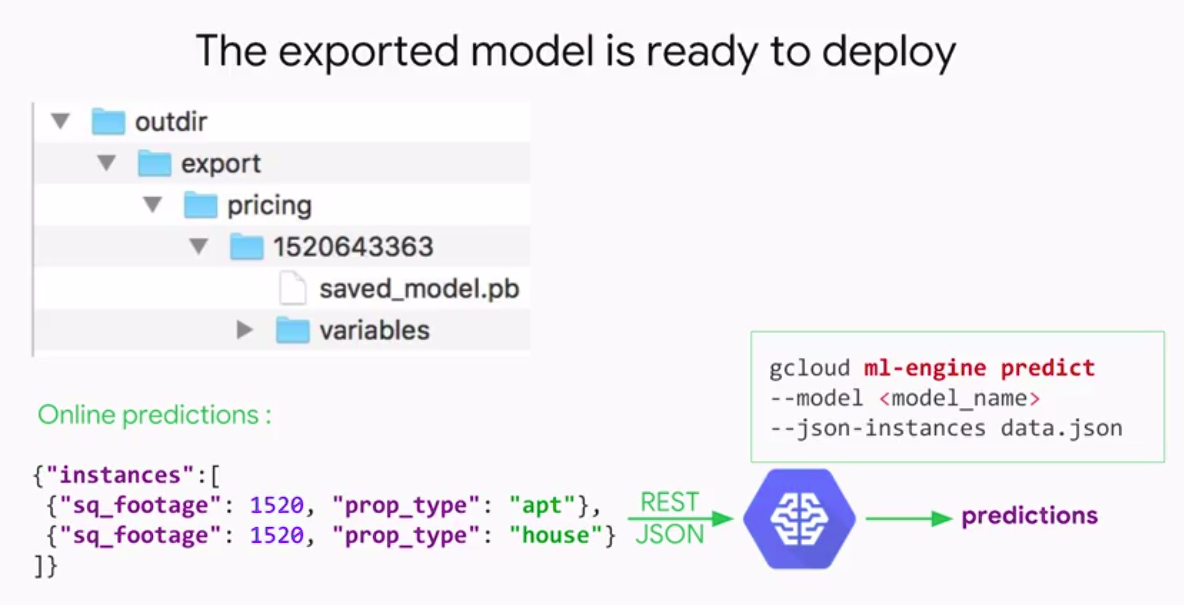 The exported model is ready to deploy
outdir
export
pricing
1520643363
saved_model.pb
variables
gcloud ml-engine predict
--model <model_name>
--json-instances data.json
Online predictions :
{"instances":[
{"sq_footage": 1520, "prop_type": "apt"},
{"sq_footage": 1520, "prop_type": "house"}
]}
REST
JSON
predictions